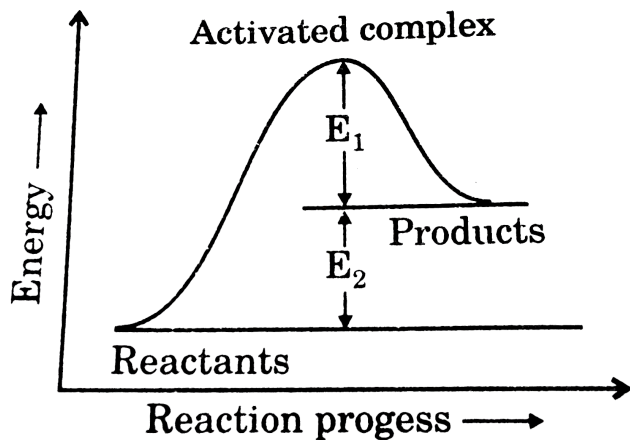 Activated complex
E₁
Products
E₂
Reactants
Energy
Reaction progess